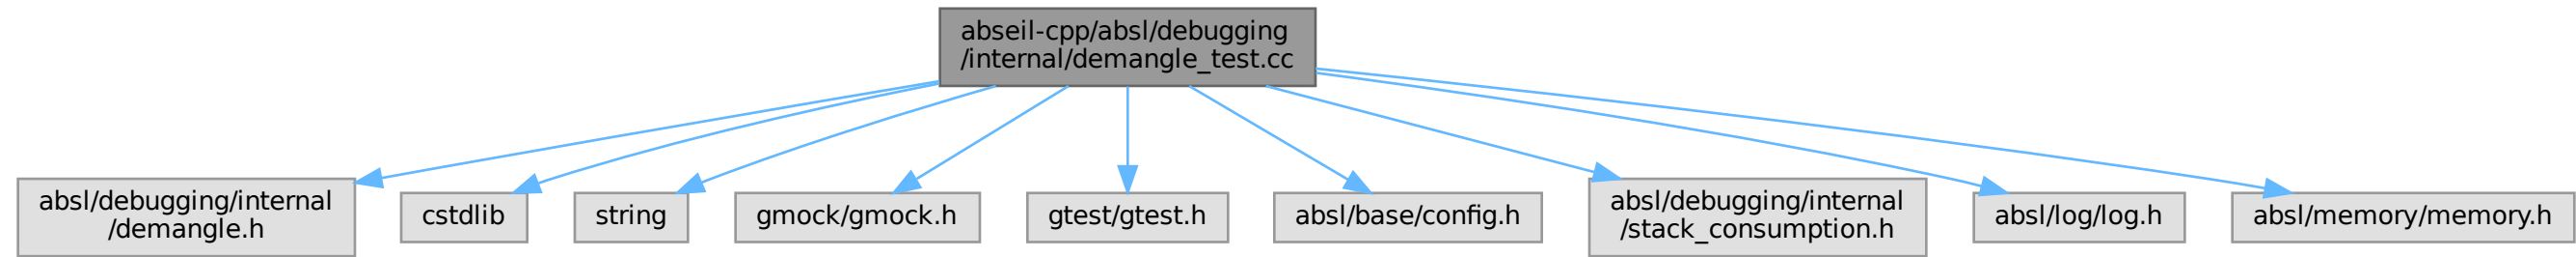 abseil-cpp/absl/debugging
/internal/demangle_test.cc
absl/debugging/internal
/demangle.h
cstdlib
string
gmock/gmock.h
gtest/gtest.h
absl/base/config.h
absl/debugging/internal
/stack_consumption.h
absl/log/log.h
absl/memory/memory.h